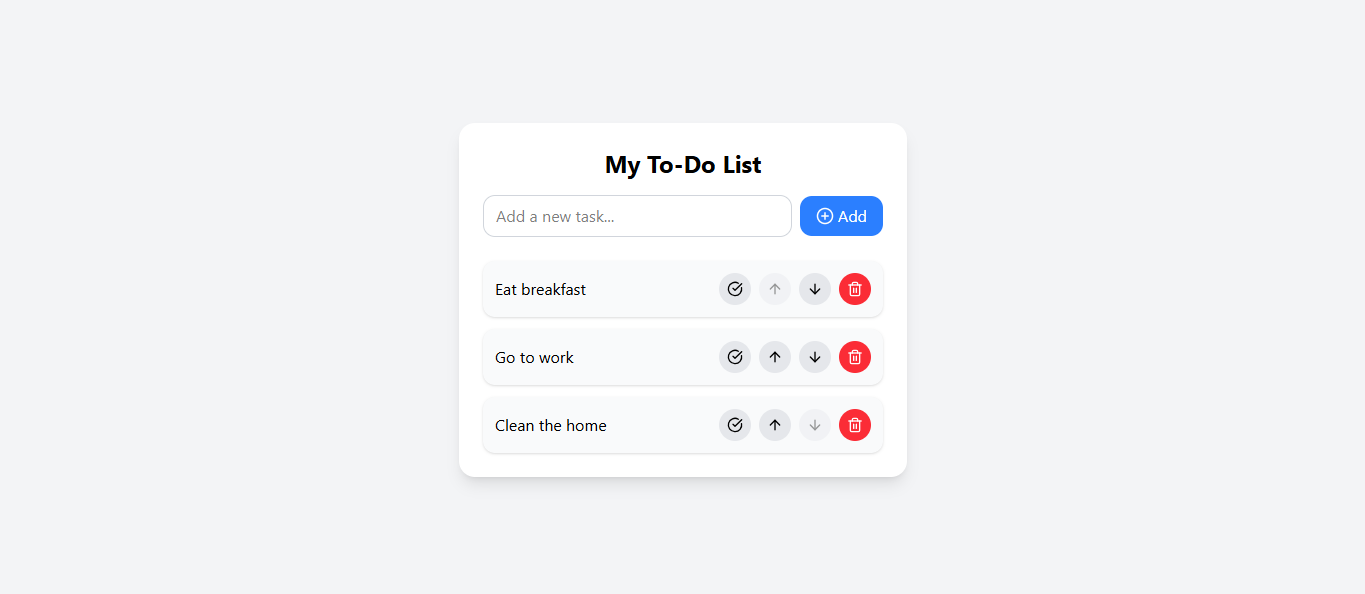 My To-Do List
Add a new task...
Add
Eat breakfast
Go to work
Clean the home